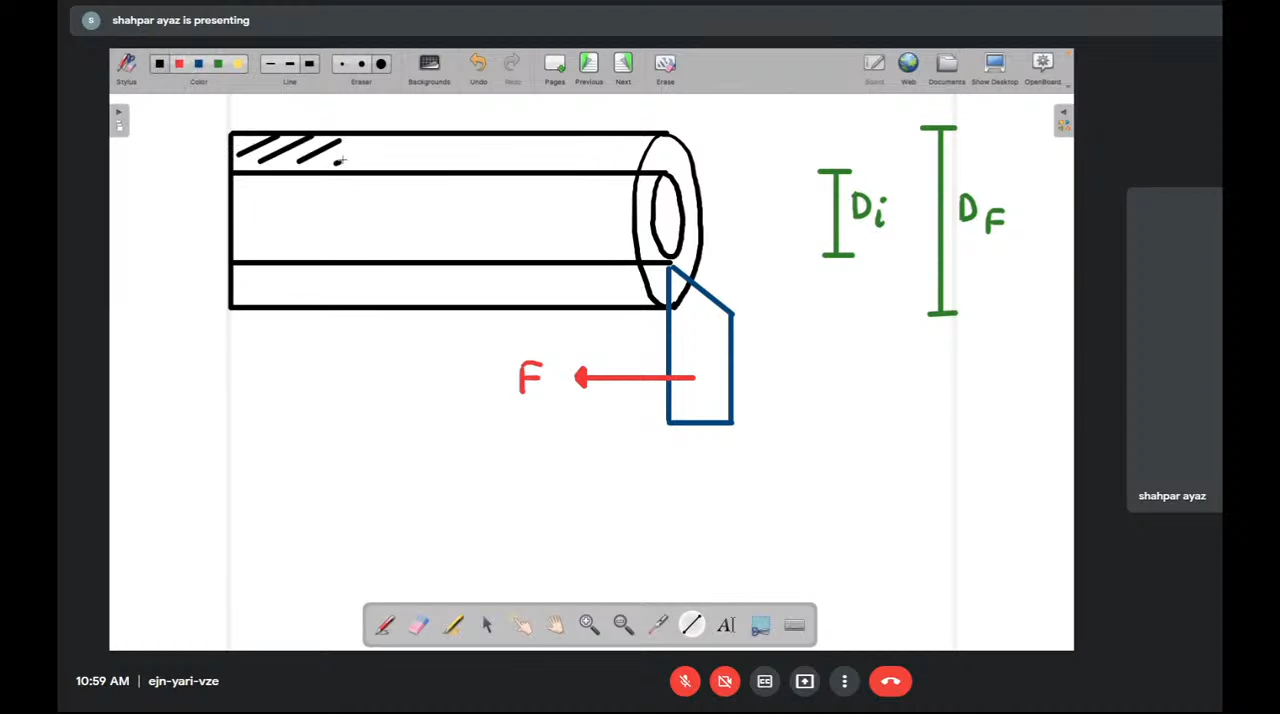 S shahpar ayaz is presenting
Stylus Color Line Eraser Backgrounds Undo Redo Pages Previous Next Erase Board Web Documents Show Desktop OpenBoard
Di
DF
F
AI
shahpar ayaz
10:59 AM | ejn-yari-vze